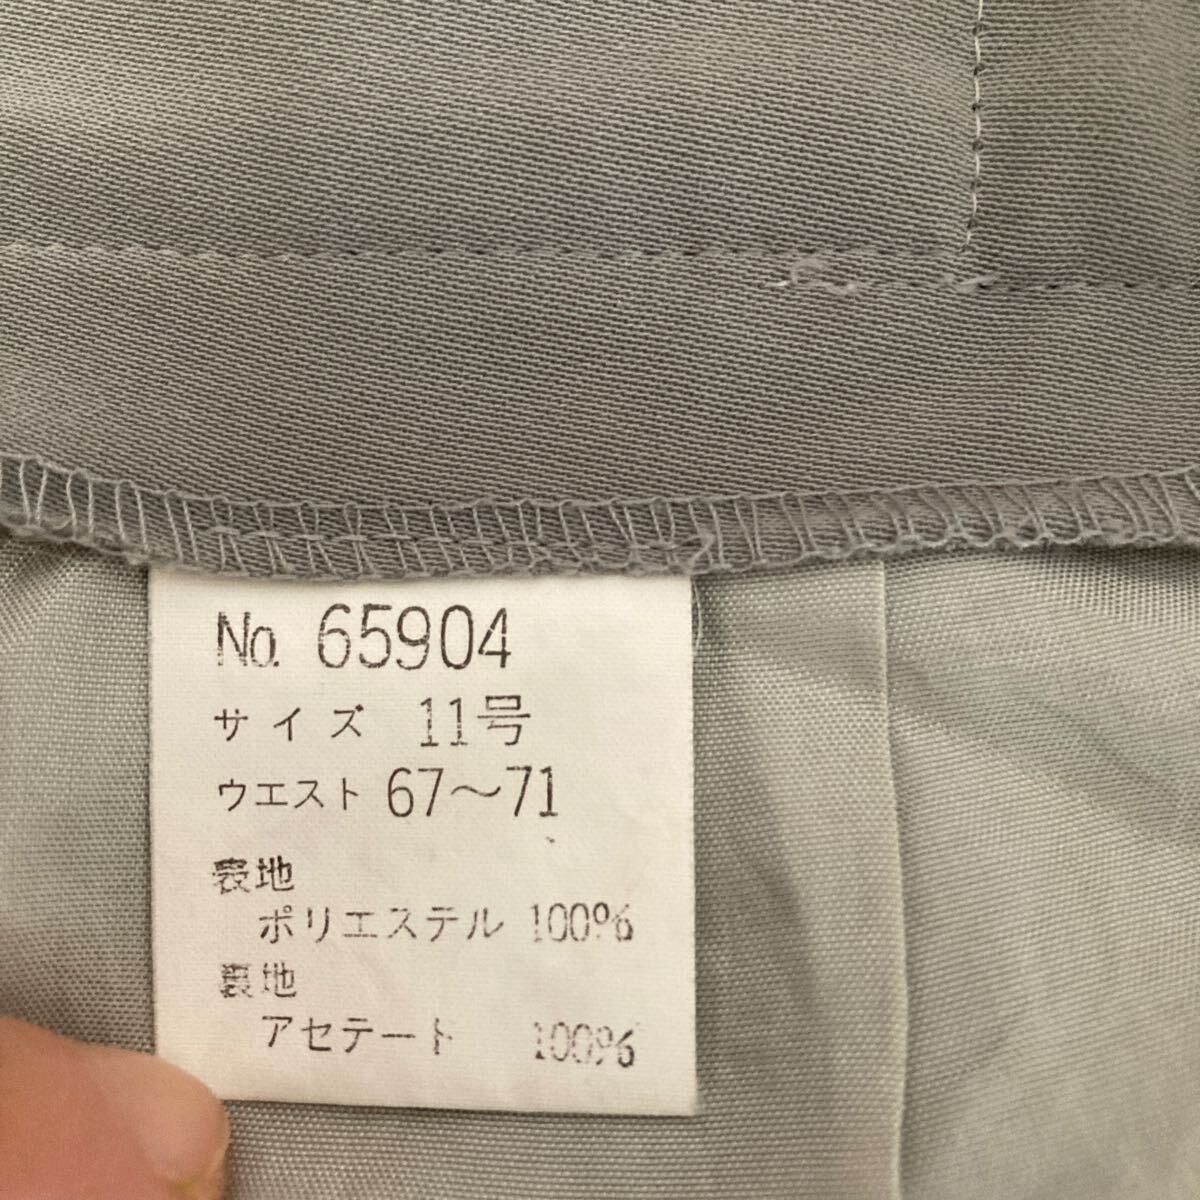 No. 65904
サイズ 11号
ウエスト 67〜71
表地
ポリエステル 100%
裏地
アセテート 100%